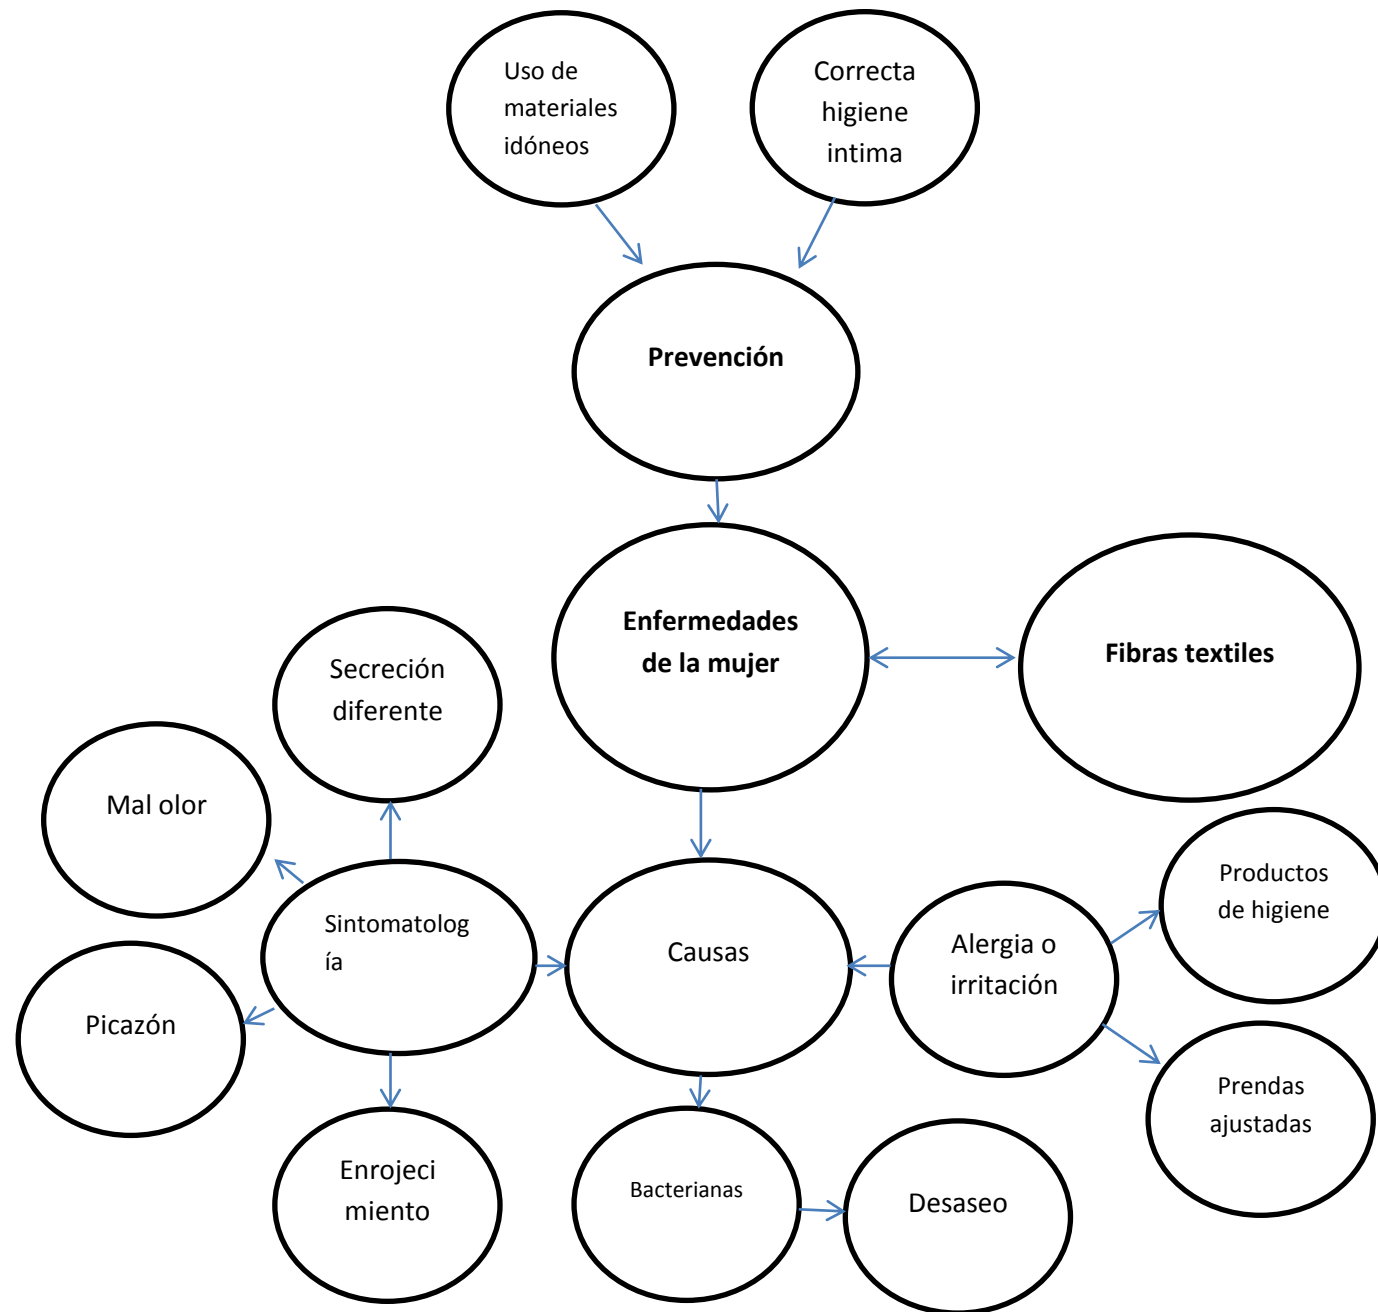 Uso de
materiales
idóneos
Correcta
higiene
intima
Prevención
Enfermedades
de la mujer
Fibras textiles
Secreción
diferente
Mal olor
Sintomatolog
ía
Causas
Alergia o
irritación
Productos
de higiene
Picazón
Prendas
ajustadas
Enrojeci
miento
Bacterianas
Desaseo